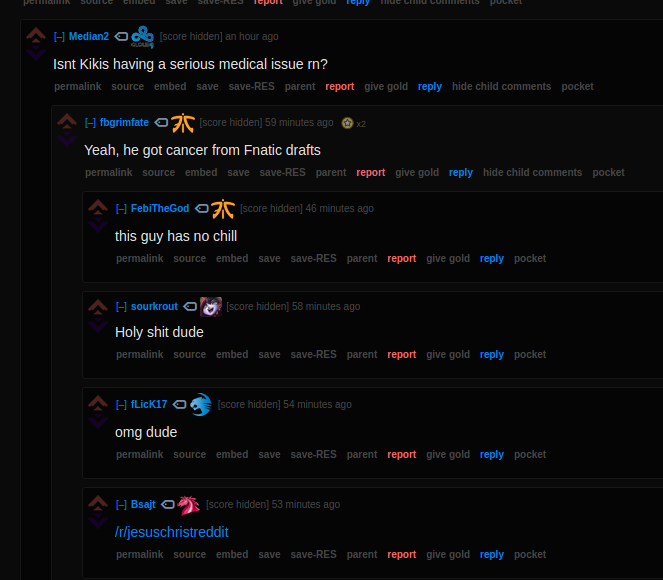 permalink source embed save save-RES report give gold reply hide child comments pocket
[–] Median2 [score hidden] an hour ago
Isnt Kikis having a serious medical issue rn?
permalink source embed save save-RES parent report give gold reply hide child comments pocket
[–] fbgrimfate [score hidden] 59 minutes ago x2
Yeah, he got cancer from Fnatic drafts
permalink source embed save save-RES parent report give gold reply hide child comments pocket
[–] FebiTheGod [score hidden] 46 minutes ago
this guy has no chill
permalink source embed save save-RES parent report give gold reply pocket
[–] sourkrout [score hidden] 58 minutes ago
Holy shit dude
permalink source embed save save-RES parent report give gold reply pocket
[–] fLicK17 [score hidden] 54 minutes ago
omg dude
permalink source embed save save-RES parent report give gold reply pocket
[–] Bsajt [score hidden] 53 minutes ago
/r/jesuschristreddit
permalink source embed save save-RES parent report give gold reply pocket